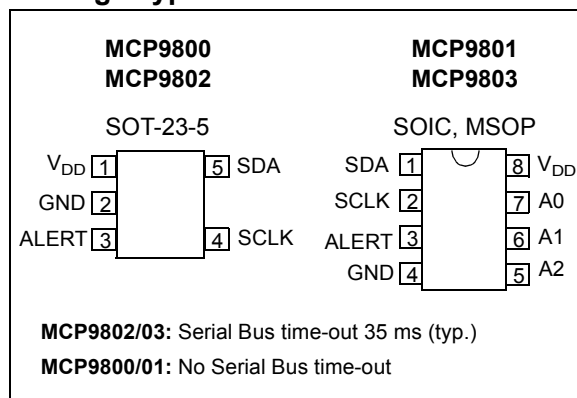 MCP9800
MCP9802
SOT-23-5
VDD 1
5 SDA
GND 2
ALERT 3
4 SCLK
MCP9801
MCP9803
SOIC, MSOP
SDA 1
8 VDD
SCLK 2
7 A0
ALERT 3
6 A1
GND 4
5 A2
MCP9802/03: Serial Bus time-out 35 ms (typ.)
MCP9800/01: No Serial Bus time-out